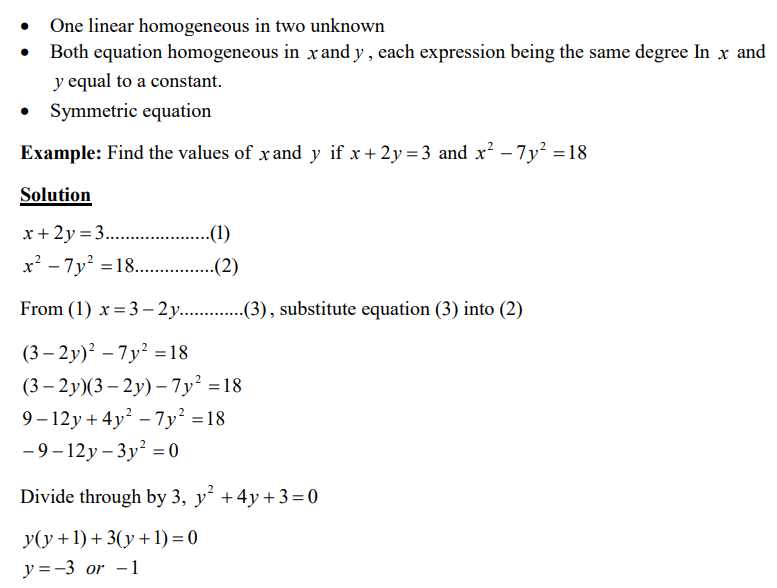 • One linear homogeneous in two unknown
• Both equation homogeneous in x and y , each expression being the same degree In x and
y equal to a constant.
• Symmetric equation
Example: Find the values of x and y if x + 2y = 3 and x² − 7y² = 18
Solution
x + 2y = 3.....................(1)
x² − 7y² = 18................(2)
From (1) x = 3 − 2y.............(3), substitute equation (3) into (2)
(3 − 2y)² − 7y² = 18
(3 − 2y)(3 − 2y) − 7y² = 18
9 − 12y + 4y² − 7y² = 18
− 9 − 12y − 3y² = 0
Divide through by 3, y² + 4y + 3 = 0
y(y + 1) + 3(y + 1) = 0
y = −3 or −1